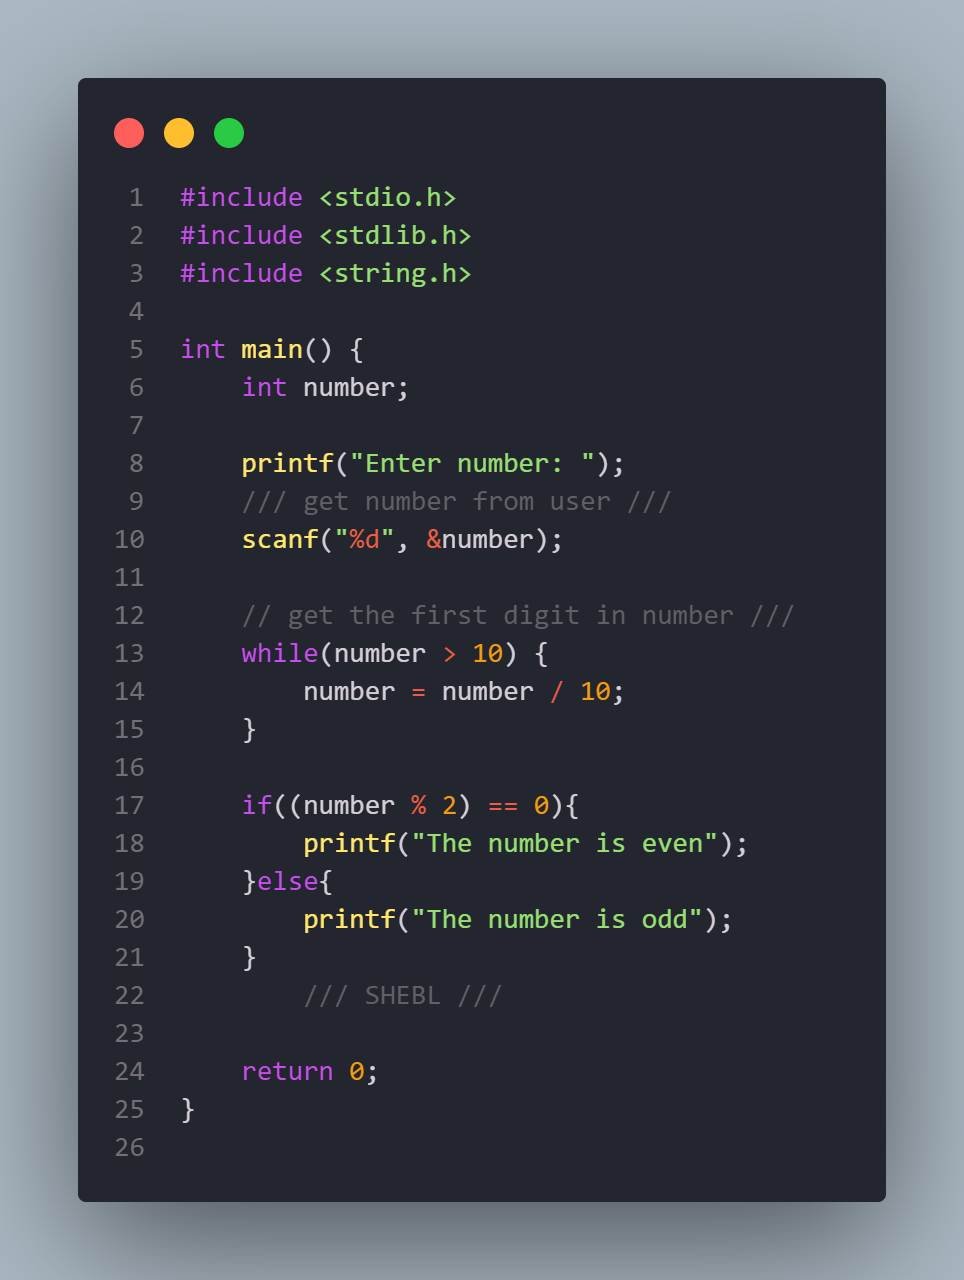 1 #include <stdio.h>
2 #include <stdlib.h>
3 #include <string.h>
4
5 int main() {
6     int number;
7
8     printf("Enter number: ");
9     /// get number from user ///
10     scanf("%d", &number);
11
12     // get the first digit in number ///
13     while(number > 10) {
14         number = number / 10;
15     }
16
17     if((number % 2) == 0){
18         printf("The number is even");
19     }else{
20         printf("The number is odd");
21     }
22         /// SHEBL ///
23
24     return 0;
25 }
26